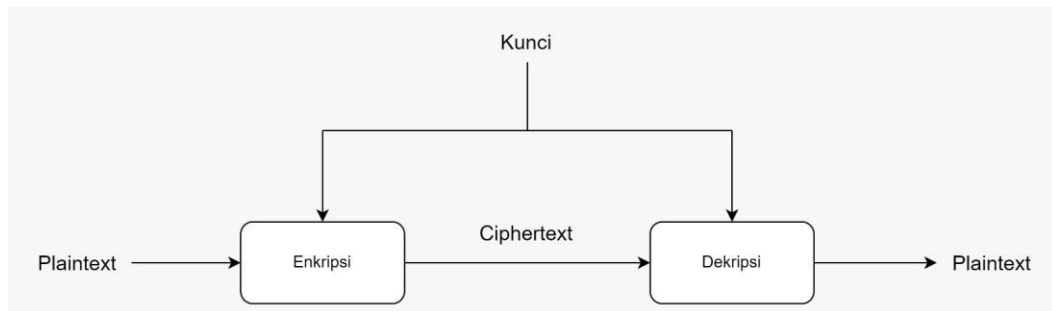 Kunci
Ciphertext
Plaintext
Enkripsi
Dekripsi
Plaintext